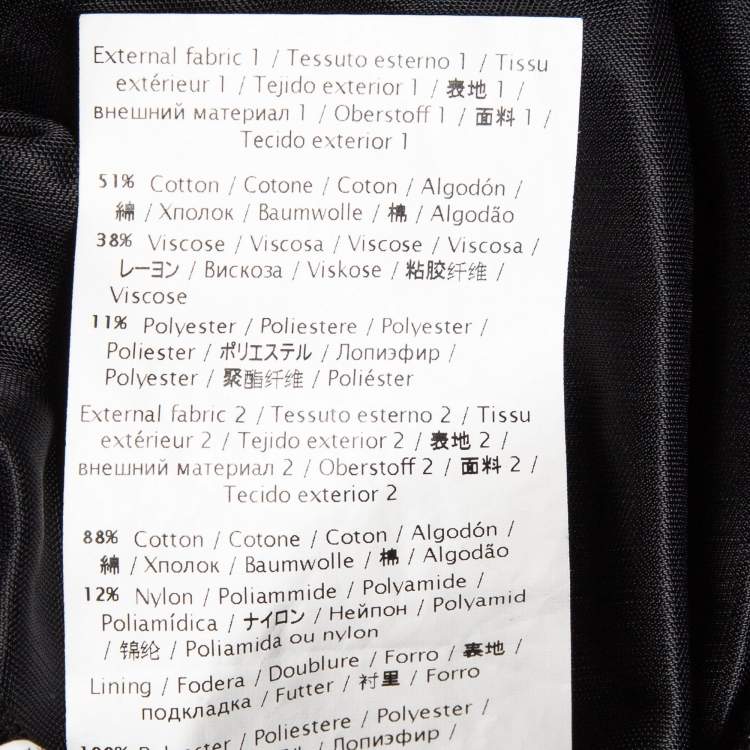 External fabric 1 / Tessuto esterno 1 / Tissu
extérieur 1 / Tejido exterior 1 / 表地 1 /
внешний материал 1 / Oberstoff 1 / 面料 1 /
Tecido exterior 1
51% Cotton / Cotone / Coton / Algodón /
綿 / Хполок / Baumwolle / 棉 / Algodão
38% Viscose / Viscosa / Viscose / Viscosa /
レーヨン / Вискоза / Viskose / 粘胶纤维 /
Viscose
11% Polyester / Poliestere / Polyester /
Poliester / ポリエステル / Лопиэфир /
Polyester / 聚酯纤维 / Poliéster
External fabric 2 / Tessuto esterno 2 / Tissu
extérieur 2 / Tejido exterior 2 / 表地 2 /
внешний материал 2 / Oberstoff 2 / 面料 2 /
Tecido exterior 2
88% Cotton / Cotone / Coton / Algodón /
綿 / Хполок / Baumwolle / 棉 / Algodão
12% Nylon / Poliammide / Polyamide /
Poliamídica / ナイロン / Нейпон / Polyamid
/ 锦纶 / Poliamida ou nylon
Lining / Fodera / Doublure / Forro / 裏地 /
подкладка / Futter / 衬里 / Forro
100% Polyester / Poliestere / Polyester /
/ Лопиэфир /